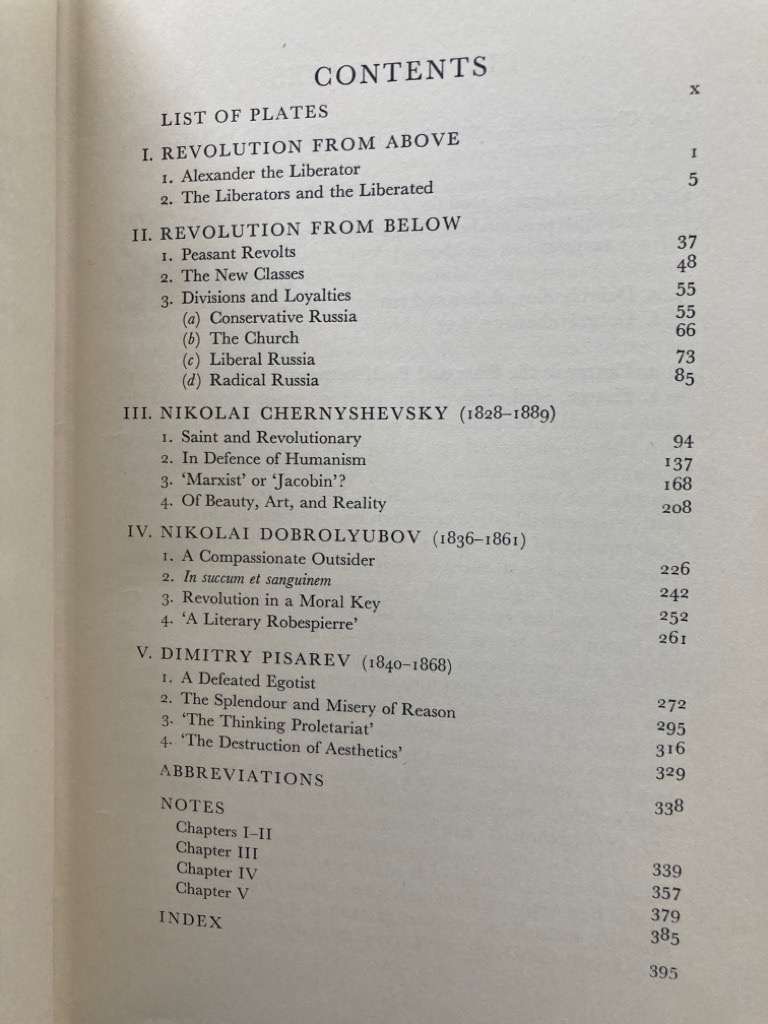 CONTENTS
LIST OF PLATES x
I. REVOLUTION FROM ABOVE
1. Alexander the Liberator 1
2. The Liberators and the Liberated 5
II. REVOLUTION FROM BELOW
1. Peasant Revolts 37
2. The New Classes 48
3. Divisions and Loyalties 55
(a) Conservative Russia 55
(b) The Church 66
(c) Liberal Russia 73
(d) Radical Russia 85
III. NIKOLAI CHERNYSHEVSKY (1828–1889)
1. Saint and Revolutionary 94
2. In Defence of Humanism 137
3. ‘Marxist’ or ‘Jacobin’? 168
4. Of Beauty, Art, and Reality 208
IV. NIKOLAI DOBROLYUBOV (1836–1861)
1. A Compassionate Outsider 226
2. In succum et sanguinem 242
3. Revolution in a Moral Key 252
4. ‘A Literary Robespierre’ 261
V. DIMITRY PISAREV (1840–1868)
1. A Defeated Egotist 272
2. The Splendour and Misery of Reason 295
3. ‘The Thinking Proletariat’ 316
4. ‘The Destruction of Aesthetics’ 329
ABBREVIATIONS 338
NOTES
Chapters I–II 339
Chapter III 357
Chapter IV 379
Chapter V 385
INDEX 395